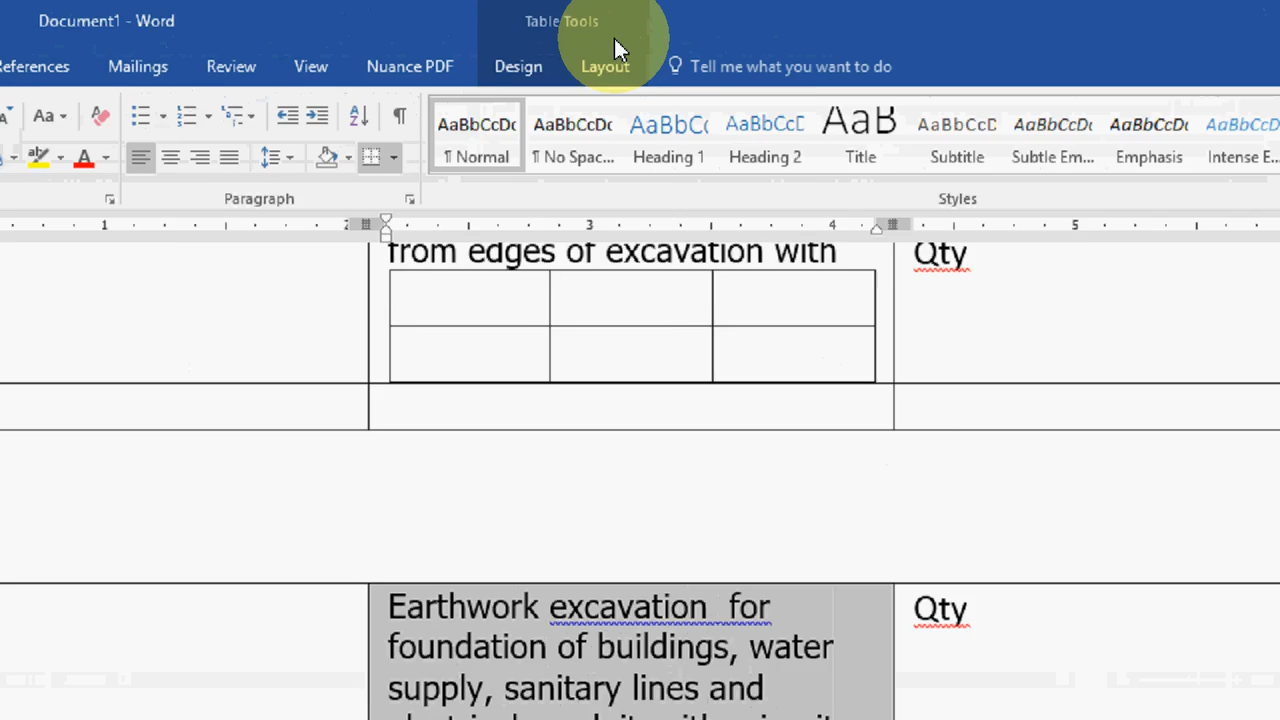 Document1 - Word
Table Tools
References Mailings Review View Nuance PDF Design Layout Tell me what you want to do
Aa
AaBbCcDc AaBbCcDc AaBbC AaBbCcC AaB AaBbCcD AaBbCcDc AaBbCcDc AaBbCcD
¶ Normal ¶ No Spac... Heading 1 Heading 2 Title Subtitle Subtle Em... Emphasis Intense E...
Paragraph Styles
1 2 3 4 5
from edges of excavation with Qty
Earthwork excavation for Qty
foundation of buildings, water
supply, sanitary lines and